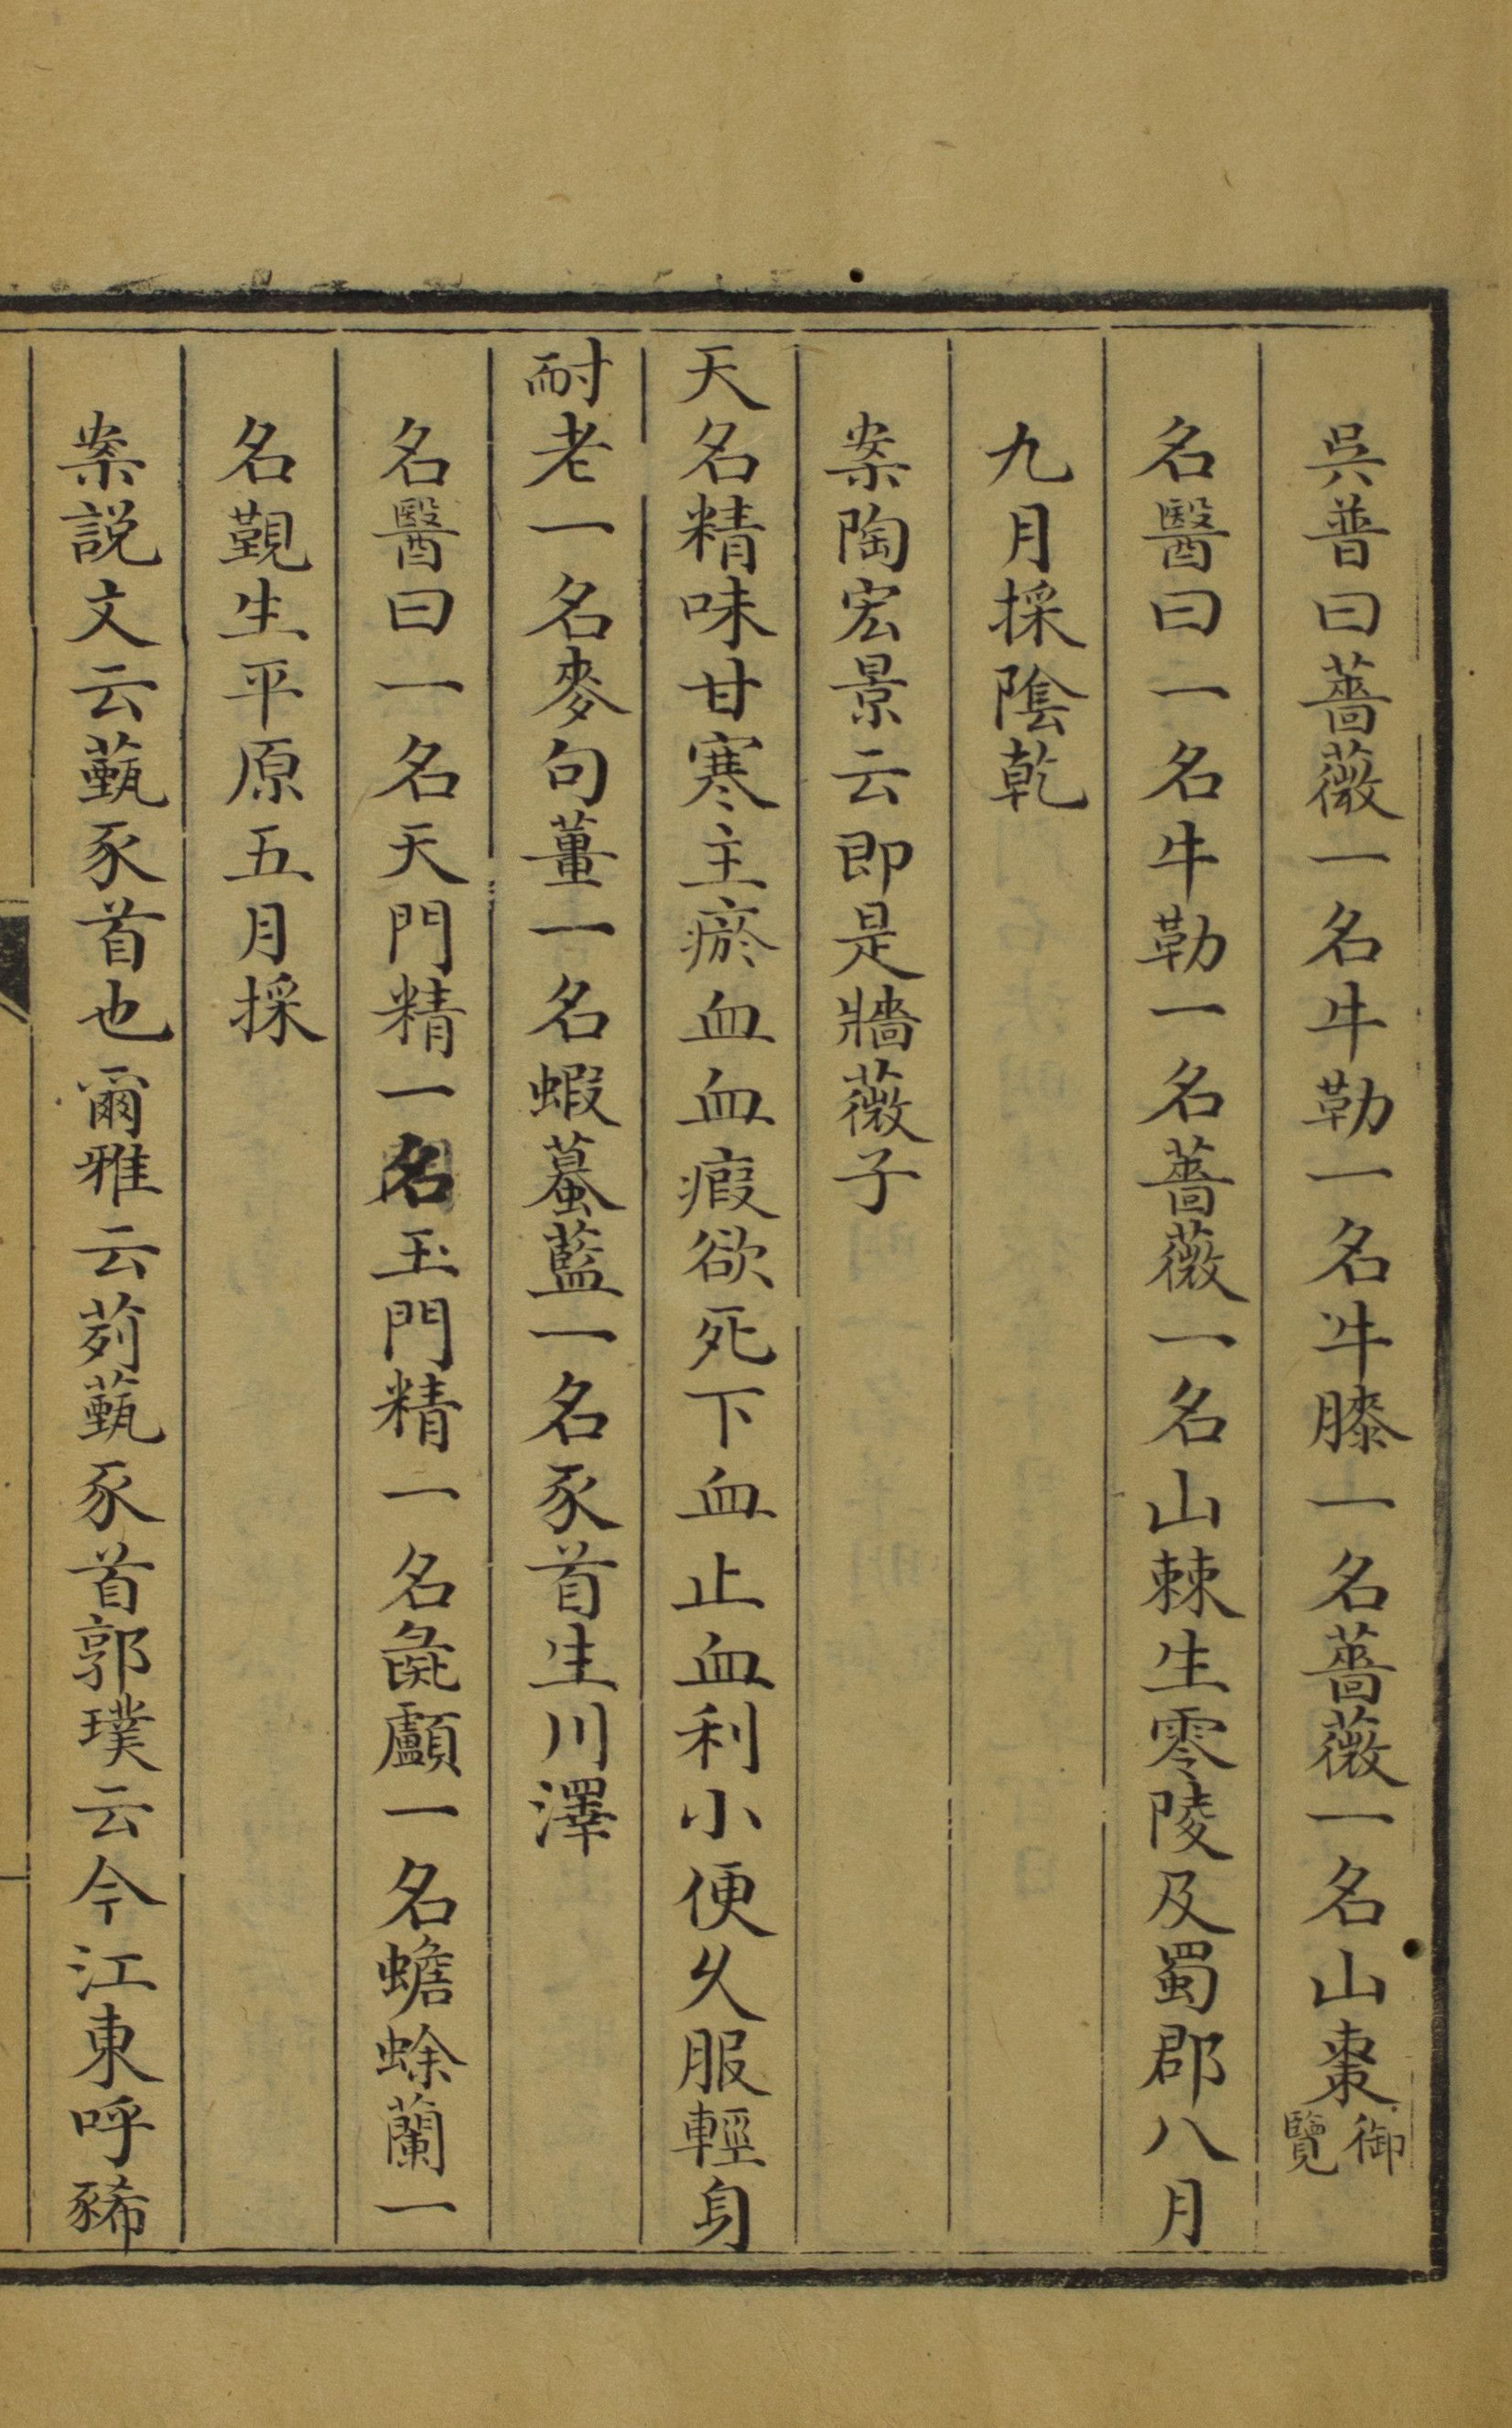 吳普曰薔薇一名牛勒一名牛膝一名薔薇一名山棗御覽
名醫曰一名牛勒一名薔薇一名山棘生零陵及蜀郡八月
九月採陰乾
案陶宏景云即是牆薇子
天名精味甘寒主瘀血血瘕欲死下血止血利小便久服輕身
耐老一名麥句薑一名蝦蟇藍一名豕首生川澤
名醫曰一名天門精一名玉門精一名彘顱一名蟾蜍蘭一
名覲生平原五月採
案說文云薽豕首也爾雅云茢薽豕首郭璞云今江東呼豨